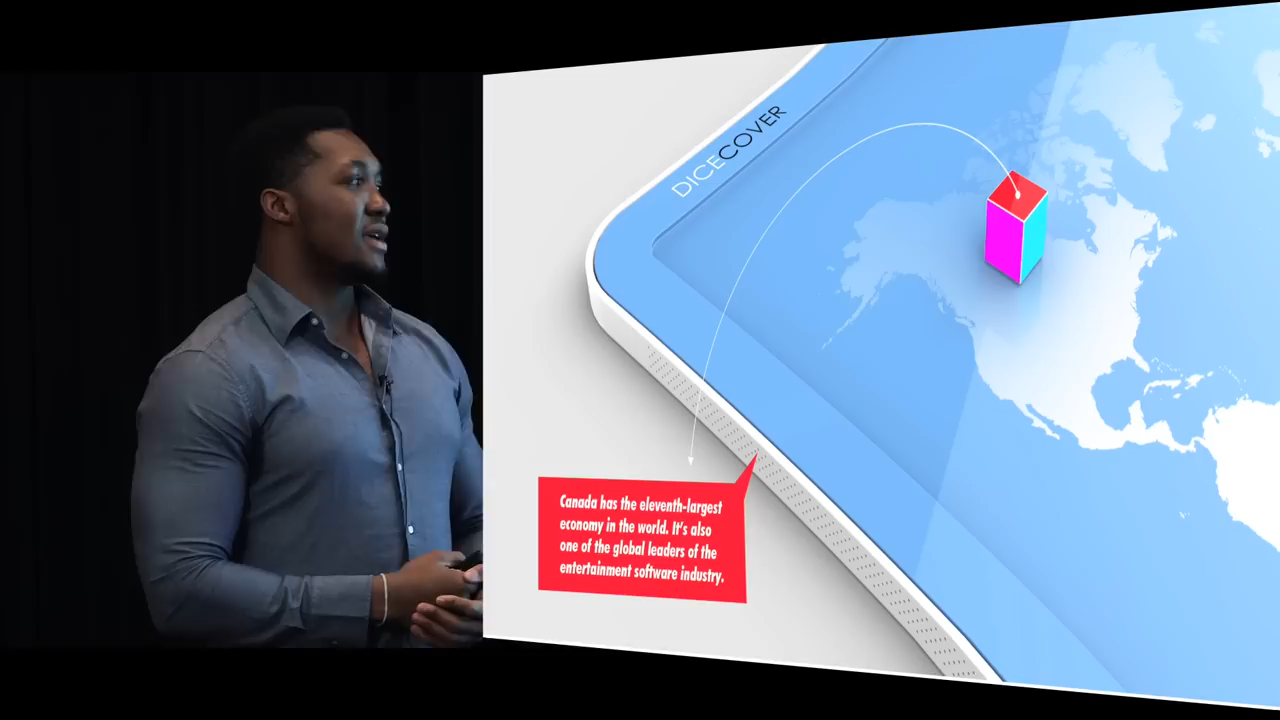 DICECOVER
Canada has the eleventh-largest
economy in the world. It's also
one of the global leaders of the
entertainment software industry.